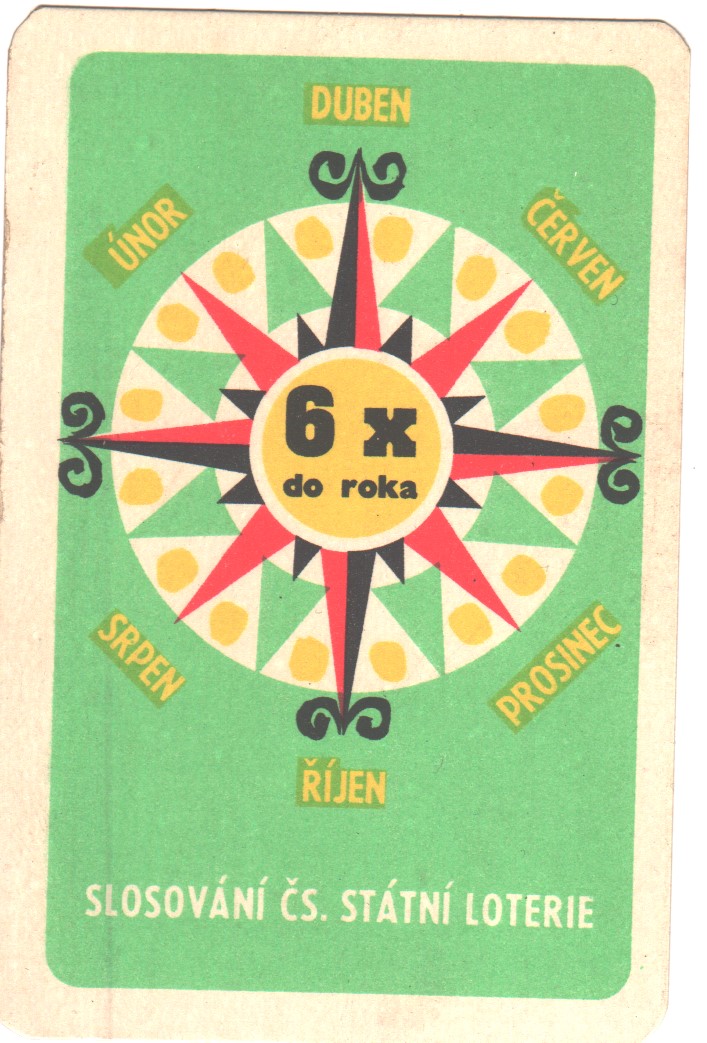 DUBEN
ÚNOR
ČERVEN
6 x
do roka
SRPEN
PROSINEC
ŘÍJEN
SLOSOVÁNÍ ČS. STÁTNÍ LOTERIE